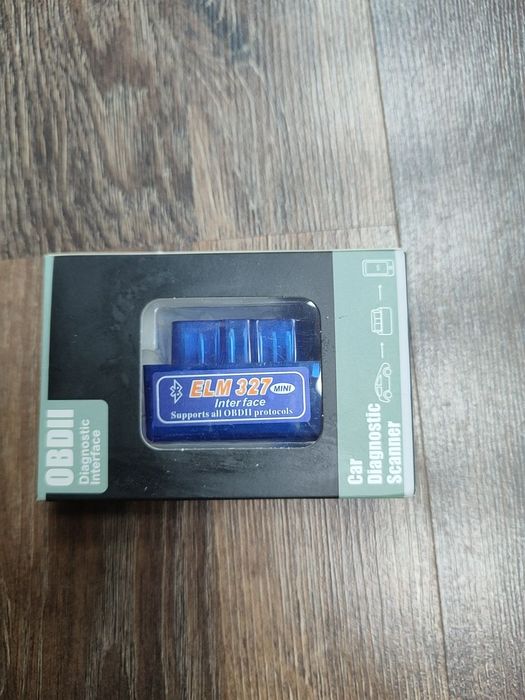 OBDII
Diagnostic
Interface
ELM 327 MINI
Interface
Supports all OBDII protocols
Car
Diagnostic
Scanner